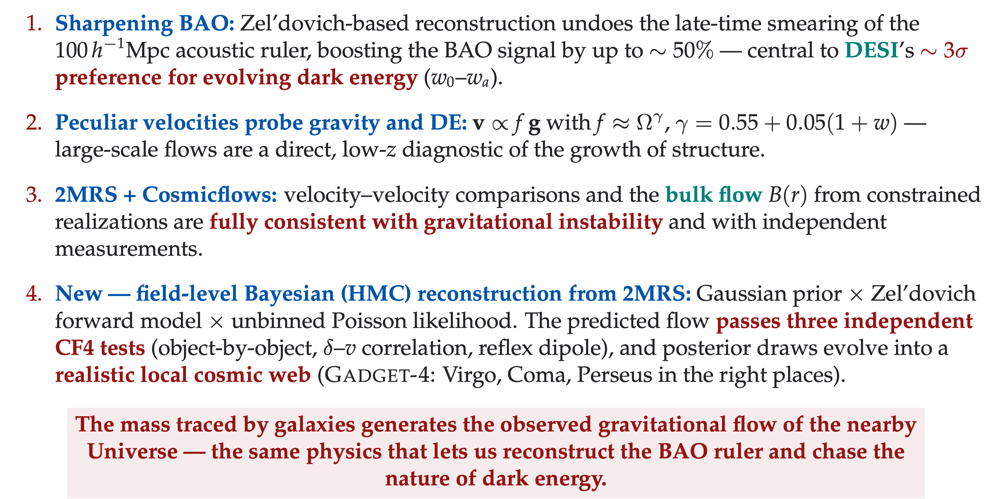 1. Sharpening BAO: Zel’dovich-based reconstruction undoes the late-time smearing of the
100 h⁻¹Mpc acoustic ruler, boosting the BAO signal by up to ∼ 50% — central to DESI’s ∼ 3σ
preference for evolving dark energy (w₀–wₐ).
2. Peculiar velocities probe gravity and DE: v ∝ f g with f ≈ Ω^γ, γ = 0.55 + 0.05(1 + w) —
large-scale flows are a direct, low-z diagnostic of the growth of structure.
3. 2MRS + Cosmicflows: velocity–velocity comparisons and the bulk flow B(r) from constrained
realizations are fully consistent with gravitational instability and with independent
measurements.
4. New — field-level Bayesian (HMC) reconstruction from 2MRS: Gaussian prior × Zel’dovich
forward model × unbinned Poisson likelihood. The predicted flow passes three independent
CF4 tests (object-by-object, δ–v correlation, reflex dipole), and posterior draws evolve into a
realistic local cosmic web (GADGET-4: Virgo, Coma, Perseus in the right places).
The mass traced by galaxies generates the observed gravitational flow of the nearby
Universe — the same physics that lets us reconstruct the BAO ruler and chase the
nature of dark energy.